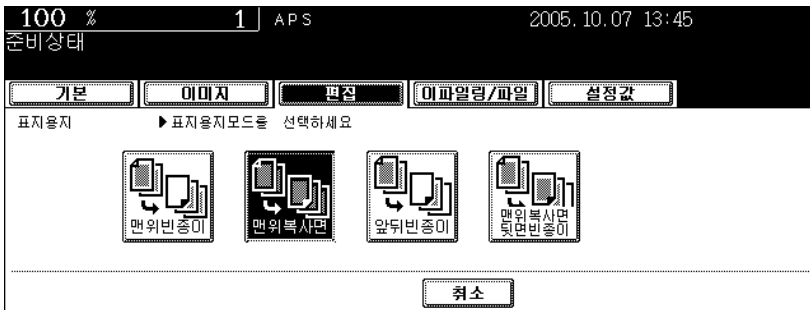 100 % 1 APS 2005.10.07 13:45
준비상태
기본 이미지 편집 이파일링/파일 설정값
표지용지 ▶표지용지모드을 선택하세요
맨위빈종이 맨위복사면 앞뒤빈종이 맨위복사면
뒷면빈종이
취소